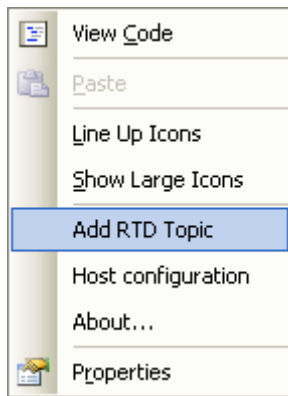 View Code
Paste
Line Up Icons
Show Large Icons
Add RTD Topic
Host configuration
About...
Properties